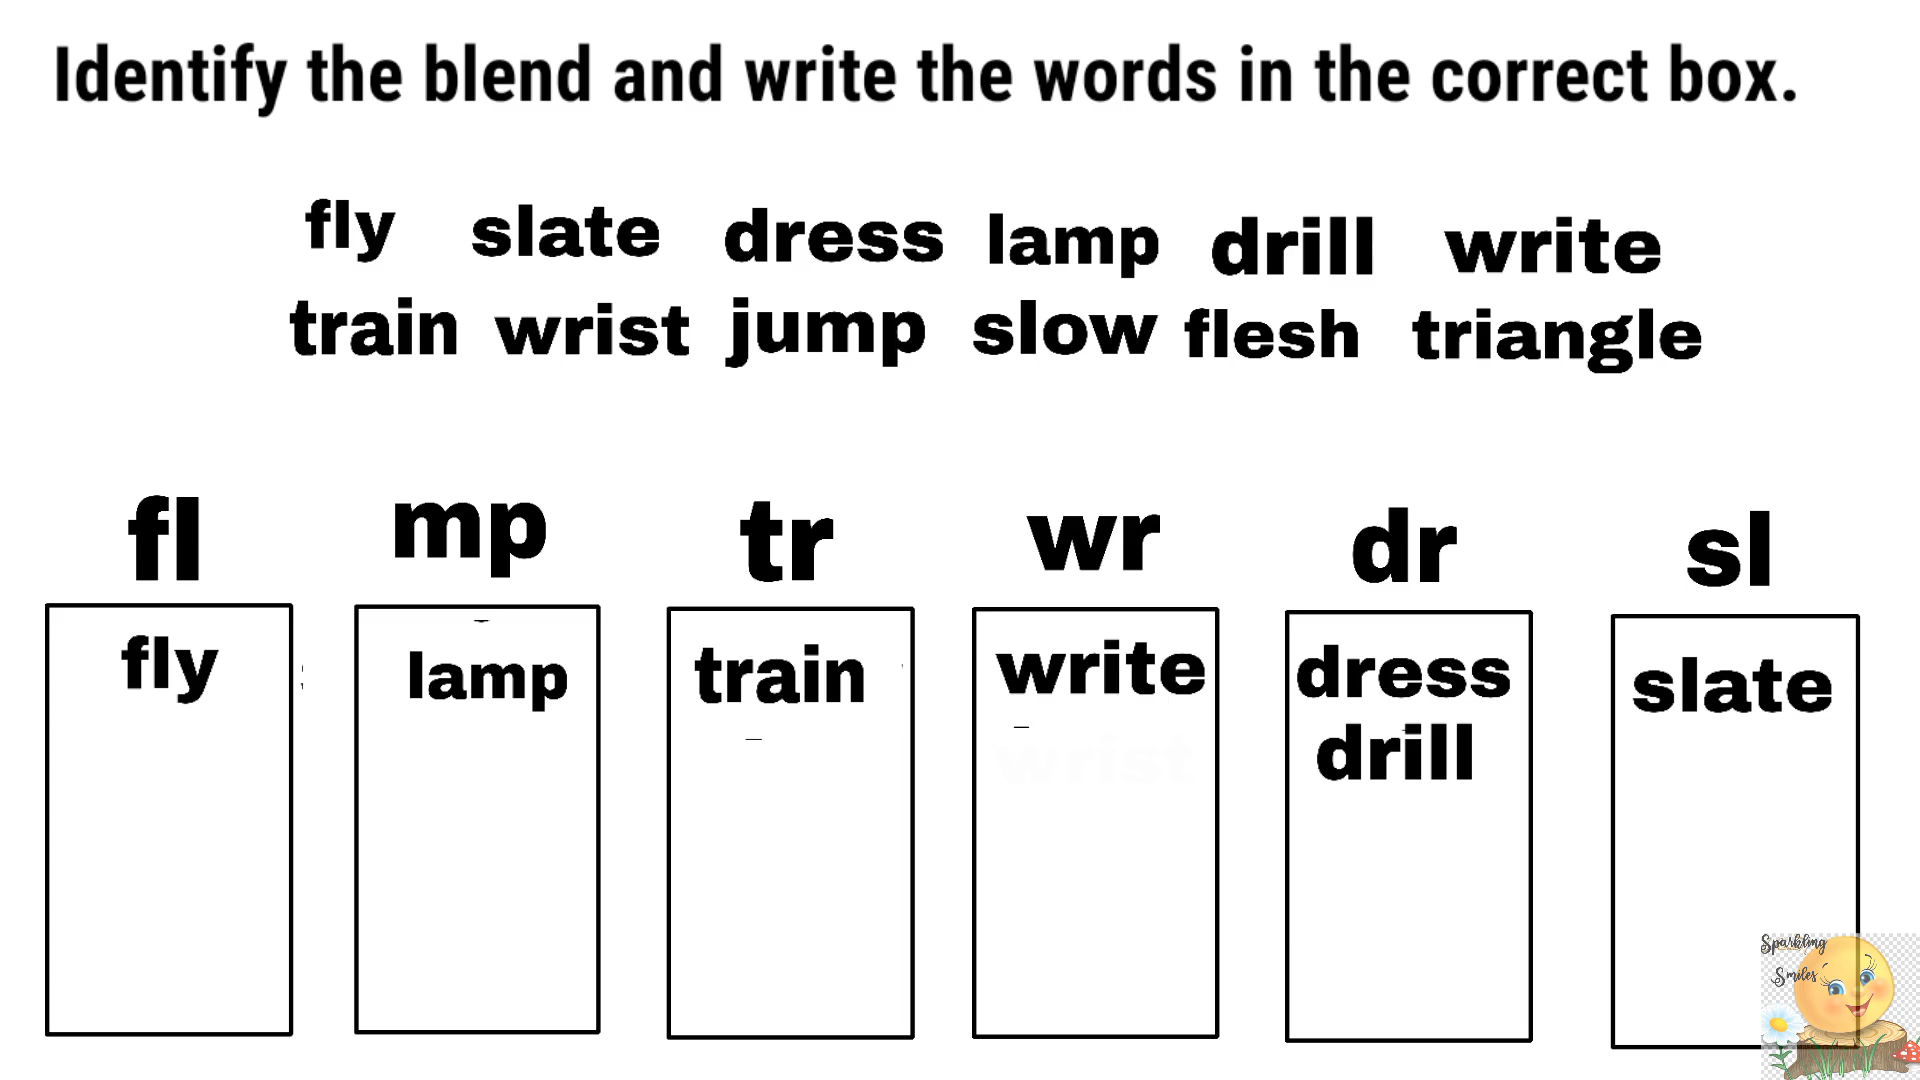 Identify the blend and write the words in the correct box.
fly slate dress lamp drill write
train wrist jump slow flesh triangle
fl mp tr wr dr sl
fly lamp train write dress slate
wrist drill
Sparkling
Smiles